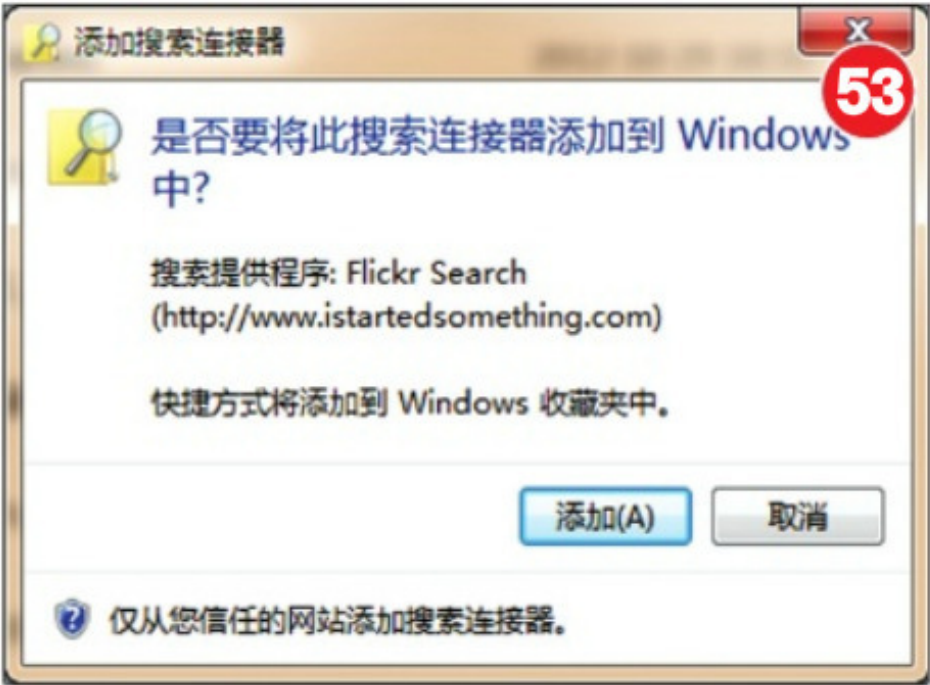 添加搜索连接器
53
是否要将此搜索连接器添加到 Windows
中?
搜索提供程序: Flickr Search
(http://www.istartedsomething.com)
快捷方式将添加到 Windows 收藏夹中。
添加(A)
取消
仅从您信任的网站添加搜索连接器。